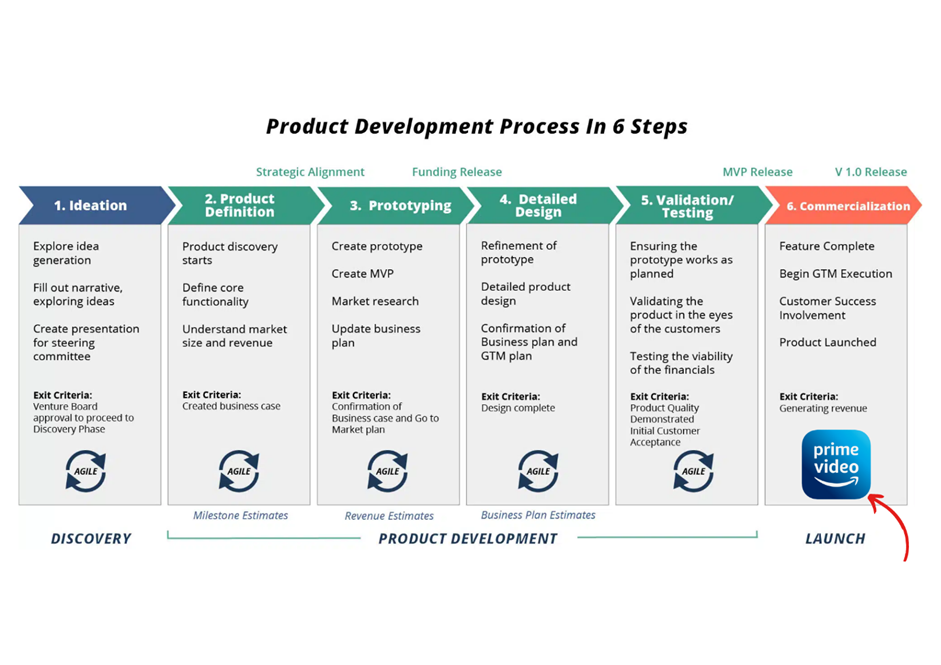 Product Development Process In 6 Steps
Strategic Alignment
Funding Release
MVP Release
V 1.0 Release
1. Ideation
Explore idea
generation
Fill out narrative,
exploring ideas
Create presentation
for steering
committee
Exit Criteria:
Venture Board
approval to proceed to
Discovery Phase
AGILE
2. Product
Definition
Product discovery
starts
Define core
functionality
Understand market
size and revenue
Exit Criteria:
Created business case
AGILE
3. Prototyping
Create prototype
Create MVP
Market research
Update business
plan
Exit Criteria:
Confirmation of
Business case and Go to
Market plan
AGILE
4. Detailed
Design
Refinement of
prototype
Detailed product
design
Confirmation of
Business plan and
GTM plan
Exit Criteria:
Design complete
AGILE
5. Validation/
Testing
Ensuring the
prototype works as
planned
Validating the
product in the eyes
of the customers
Testing the viability
of the financials
Exit Criteria:
Product Quality
Demonstrated
Initial Customer
Acceptance
AGILE
6. Commercialization
Feature Complete
Begin GTM Execution
Customer Success
Involvement
Product Launched
Exit Criteria:
Generating revenue
prime
video
Milestone Estimates
Revenue Estimates
Business Plan Estimates
DISCOVERY
PRODUCT DEVELOPMENT
LAUNCH